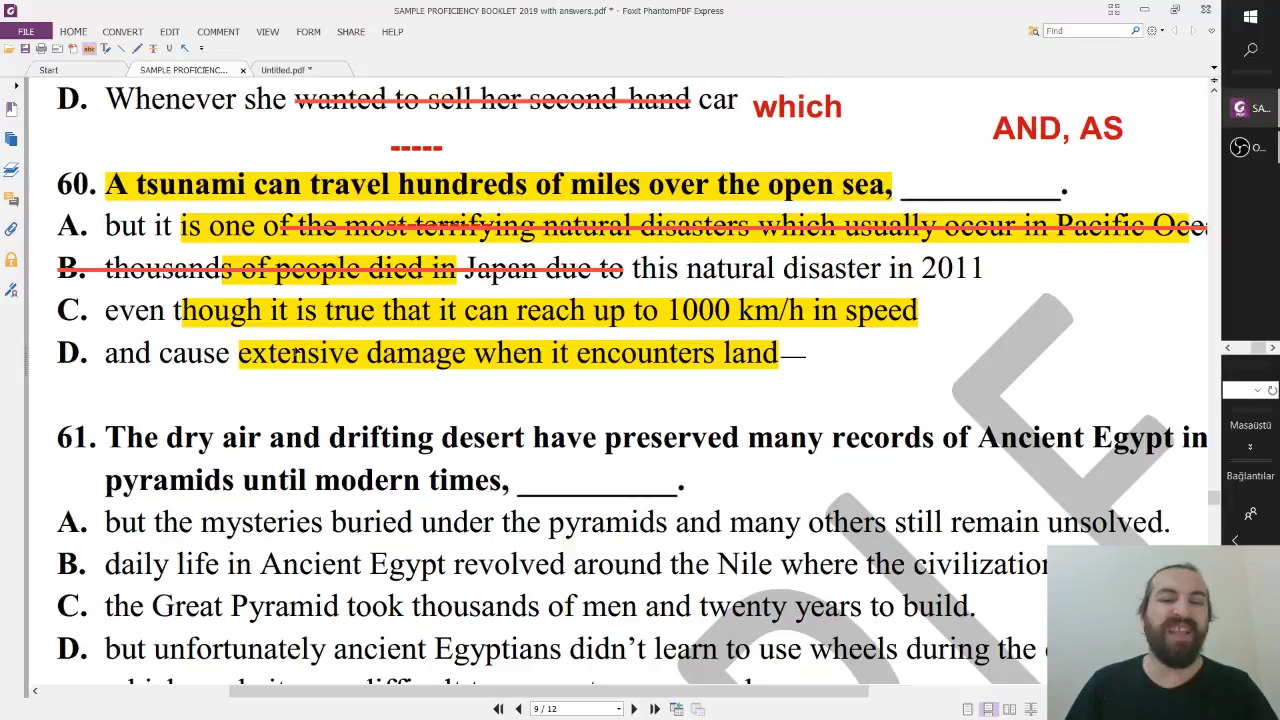 SAMPLE PROFICIENCY BOOKLET 2019 with answers.pdf * - Foxit PhantomPDF Express
FILE HOME CONVERT EDIT COMMENT VIEW FORM SHARE HELP
Find
Start SAMPLE PROFICIENC... Untitled.pdf *
D. Whenever she wanted to sell her second-hand car
which
AND, AS
-----
60. A tsunami can travel hundreds of miles over the open sea, __________.
A. but it is one of the most terrifying natural disasters which usually occur in Pacific Oce
B. thousands of people died in Japan due to this natural disaster in 2011
C. even though it is true that it can reach up to 1000 km/h in speed
D. and cause extensive damage when it encounters land
61. The dry air and drifting desert have preserved many records of Ancient Egypt in
pyramids until modern times, __________.
A. but the mysteries buried under the pyramids and many others still remain unsolved.
B. daily life in Ancient Egypt revolved around the Nile where the civilization
C. the Great Pyramid took thousands of men and twenty years to build.
D. but unfortunately ancient Egyptians didn't learn to use wheels during the
9 / 12
SA...
O...
Masaüstü
Bağlantılar